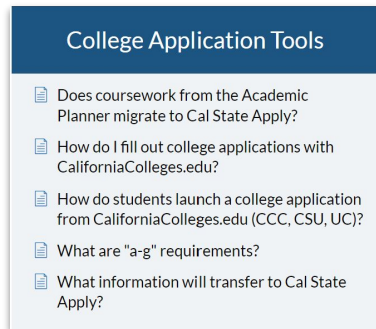 College Application Tools
Does coursework from the Academic
Planner migrate to Cal State Apply?
How do I fill out college applications with
CaliforniaColleges.edu?
How do students launch a college application
from CaliforniaColleges.edu (CCC, CSU, UC)?
What are "a-g" requirements?
What information will transfer to Cal State
Apply?